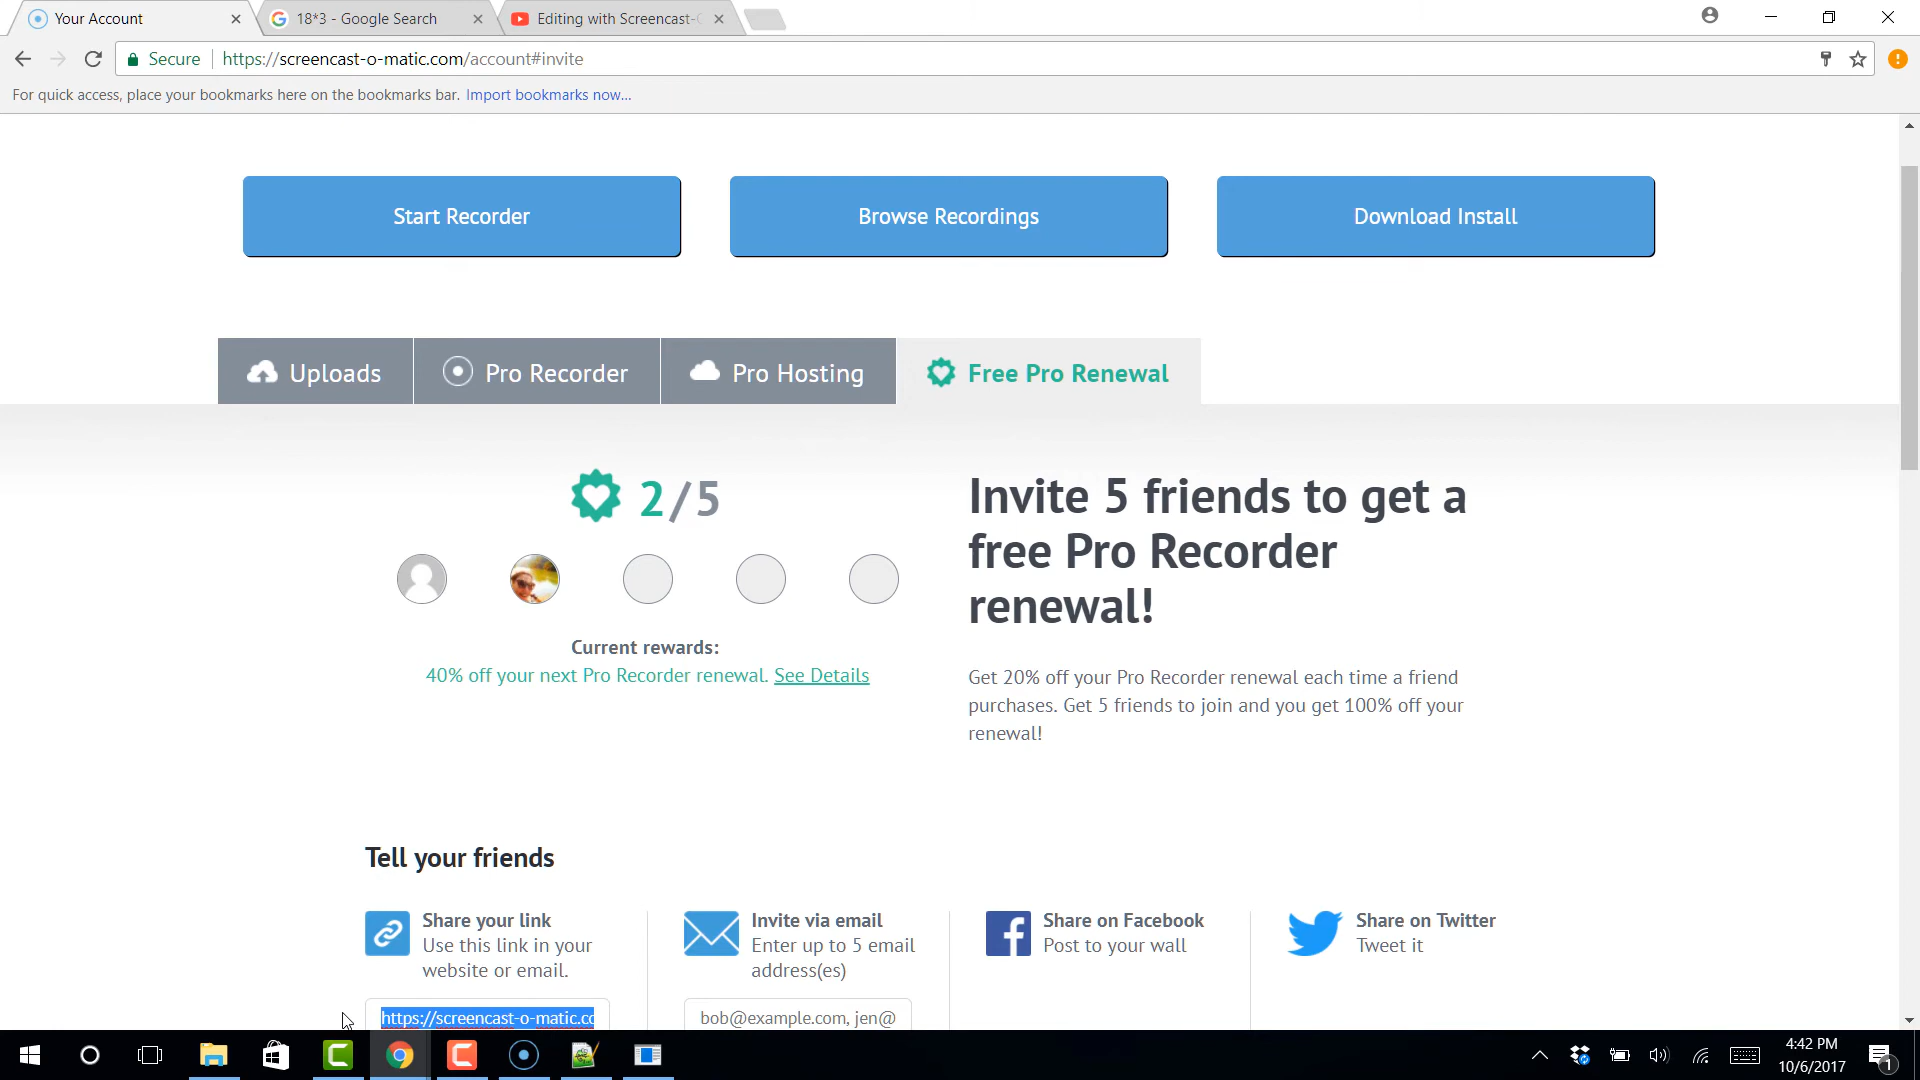 Your Account
18*3 - Google Search
Editing with Screencast-
Secure
https://screencast-o-matic.com/account#invite
For quick access, place your bookmarks here on the bookmarks bar. Import bookmarks now...
Start Recorder
Browse Recordings
Download Install
Uploads
Pro Recorder
Pro Hosting
Free Pro Renewal
2/5
Current rewards:
40% off your next Pro Recorder renewal. See Details
Invite 5 friends to get a
free Pro Recorder
renewal!
Get 20% off your Pro Recorder renewal each time a friend
purchases. Get 5 friends to join and you get 100% off your
renewal!
Tell your friends
Share your link
Use this link in your
website or email.
https://screencast-o-matic.co
Invite via email
Enter up to 5 email
address(es)
bob@example.com, jen@
Share on Facebook
Post to your wall
Share on Twitter
Tweet it
4:42 PM
10/6/2017
1